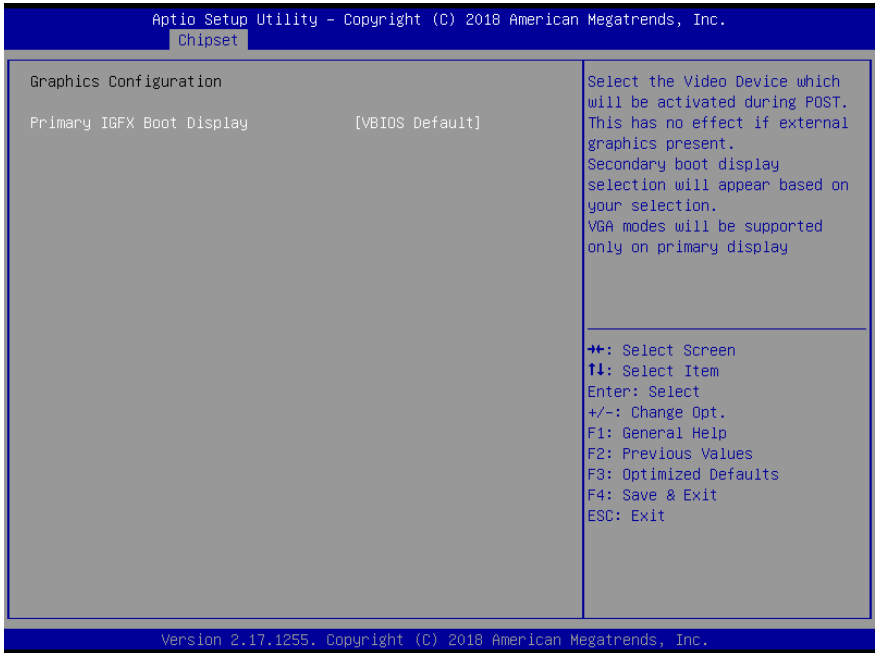 Aptio Setup Utility – Copyright (C) 2018 American Megatrends, Inc.
Chipset
Graphics Configuration
Primary IGFX Boot Display [VBIOS Default]
Select the Video Device which
will be activated during POST.
This has no effect if external
graphics present.
Secondary boot display
selection will appear based on
your selection.
VGA modes will be supported
only on primary display
→←: Select Screen
↑↓: Select Item
Enter: Select
+/-: Change Opt.
F1: General Help
F2: Previous Values
F3: Optimized Defaults
F4: Save & Exit
ESC: Exit
Version 2.17.1255. Copyright (C) 2018 American Megatrends, Inc.